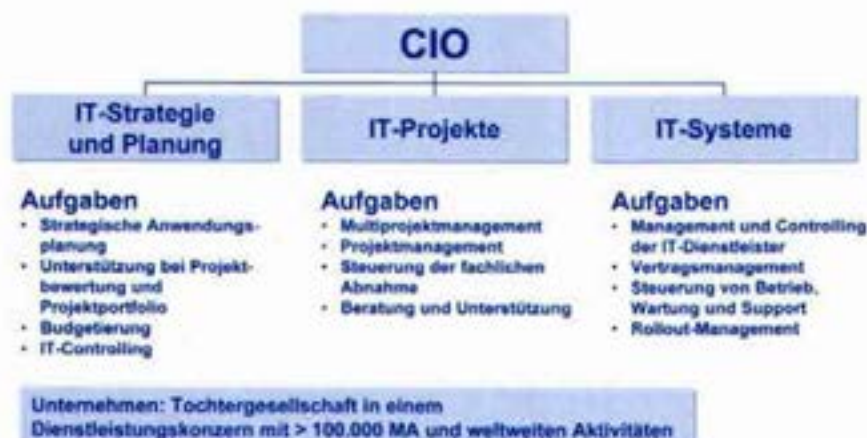 CIO
IT-Strategie
und Planung
IT-Projekte
IT-Systeme
Aufgaben
• Strategische Anwendungs-
planung
• Unterstützung bei Projekt-
bewertung und
Projektportfolio
• Budgetierung
• IT-Controlling
Aufgaben
• Multiprojektmanagement
• Projektmanagement
• Steuerung der fachlichen
Abnahme
• Beratung und Unterstützung
Aufgaben
• Management und Controlling
der IT-Dienstleister
• Vertragsmanagement
• Steuerung von Betrieb,
Wartung und Support
• Rollout-Management
Unternehmen: Tochtergesellschaft in einem
Dienstleistungskonzern mit > 100.000 MA und weltweiten Aktivitäten